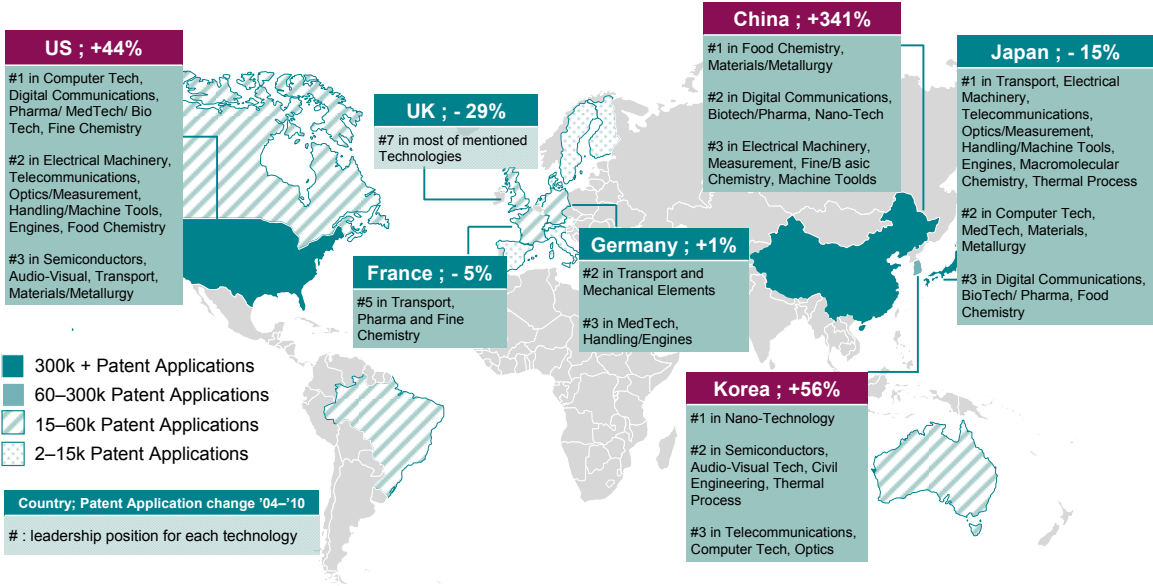 US ; +44%
#1 in Computer Tech,
Digital Communications,
Pharma/ MedTech/ Bio
Tech, Fine Chemistry
#2 in Electrical Machinery,
Telecommunications,
Optics/Measurement,
Handling/Machine Tools,
Engines, Food Chemistry
#3 in Semiconductors,
Audio-Visual, Transport,
Materials/Metallurgy
UK ; - 29%
#7 in most of mentioned
Technologies
France ; - 5%
#5 in Transport,
Pharma and Fine
Chemistry
Germany ; +1%
#2 in Transport and
Mechanical Elements
#3 in MedTech,
Handling/Engines
China ; +341%
#1 in Food Chemistry,
Materials/Metallurgy
#2 in Digital Communications,
Biotech/Pharma, Nano-Tech
#3 in Electrical Machinery,
Measurement, Fine/B asic
Chemistry, Machine Toolds
Japan ; - 15%
#1 in Transport, Electrical
Machinery,
Telecommunications,
Optics/Measurement,
Handling/Machine Tools,
Engines, Macromolecular
Chemistry, Thermal Process
#2 in Computer Tech,
MedTech, Materials,
Metallurgy
#3 in Digital Communications,
BioTech/ Pharma, Food
Chemistry
Korea ; +56%
#1 in Nano-Technology
#2 in Semiconductors,
Audio-Visual Tech, Civil
Engineering, Thermal
Process
#3 in Telecommunications,
Computer Tech, Optics
300k + Patent Applications
60–300k Patent Applications
15–60k Patent Applications
2–15k Patent Applications
Country; Patent Application change ’04–’10
# : leadership position for each technology